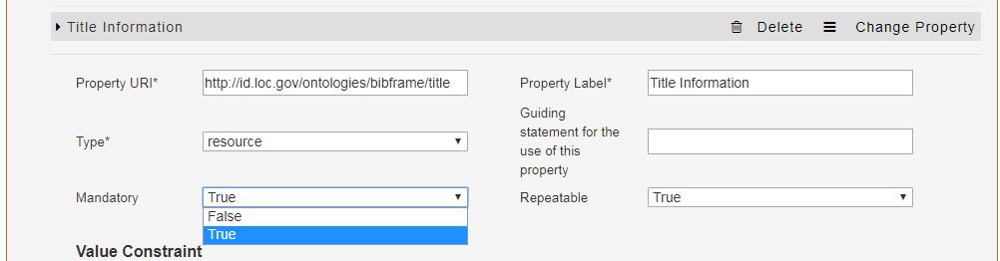 Title Information Delete Change Property
Property URI* http://id.loc.gov/ontologies/bibframe/title Property Label* Title Information
Type* resource Guiding
statement for the
use of this
property
Mandatory True Repeatable True
False
True
Value Constraint